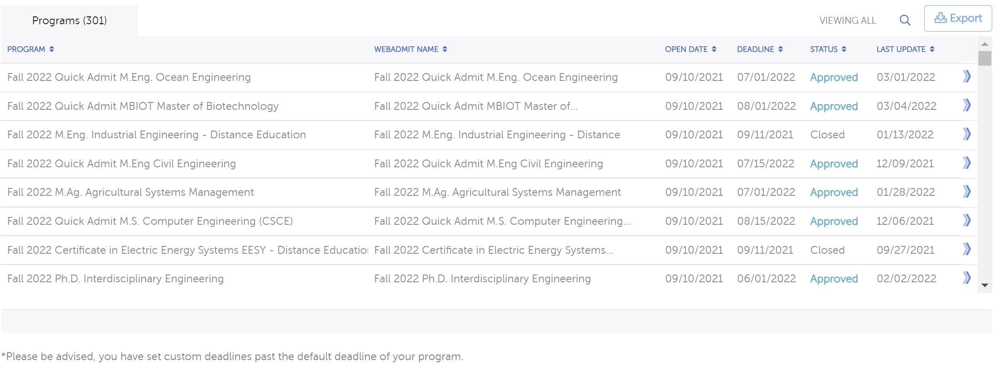 Programs (301) VIEWING ALL Export
PROGRAM WEBADMIT NAME OPEN DATE DEADLINE STATUS LAST UPDATE
Fall 2022 Quick Admit M.Eng. Ocean Engineering Fall 2022 Quick Admit M.Eng. Ocean Engineering 09/10/2021 07/01/2022 Approved 03/01/2022
Fall 2022 Quick Admit MBIOT Master of Biotechnology Fall 2022 Quick Admit MBIOT Master of... 09/10/2021 08/01/2022 Approved 03/04/2022
Fall 2022 M.Eng. Industrial Engineering - Distance Education Fall 2022 M.Eng. Industrial Engineering - Distance 09/10/2021 09/11/2021 Closed 01/13/2022
Fall 2022 Quick Admit M.Eng Civil Engineering Fall 2022 Quick Admit M.Eng Civil Engineering 09/10/2021 07/15/2022 Approved 12/09/2021
Fall 2022 M.Ag. Agricultural Systems Management Fall 2022 M.Ag. Agricultural Systems Management 09/10/2021 07/01/2022 Approved 01/28/2022
Fall 2022 Quick Admit M.S. Computer Engineering (CSCE) Fall 2022 Quick Admit M.S. Computer Engineering... 09/10/2021 08/15/2022 Approved 12/06/2021
Fall 2022 Certificate in Electric Energy Systems EESY - Distance Education Fall 2022 Certificate in Electric Energy Systems... 09/10/2021 09/11/2021 Closed 09/27/2021
Fall 2022 Ph.D. Interdisciplinary Engineering Fall 2022 Ph.D. Interdisciplinary Engineering 09/10/2021 06/01/2022 Approved 02/02/2022
*Please be advised, you have set custom deadlines past the default deadline of your program.